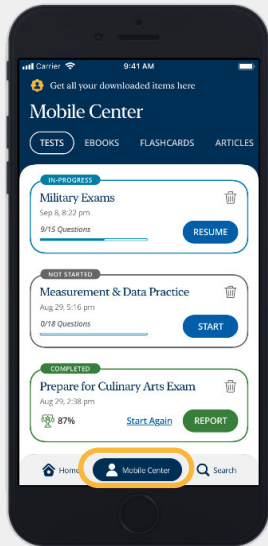 Carrier 9:41 AM
Get all your downloaded items here
Mobile Center
TESTS EBOOKS FLASHCARDS ARTICLES
IN-PROGRESS
Military Exams
Sep 8, 8:22 pm
9/15 Questions
RESUME
NOT STARTED
Measurement & Data Practice
Aug 29, 5:16 pm
0/18 Questions
START
COMPLETED
Prepare for Culinary Arts Exam
Aug 29, 2:38 pm
87% Start Again REPORT
Home Mobile Center Search